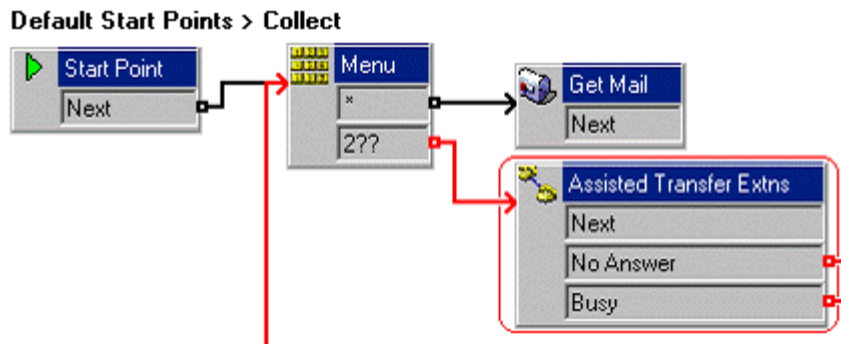 Default Start Points > Collect
Start Point
Next
Menu
*
2??
Get Mail
Next
Assisted Transfer Extns
Next
No Answer
Busy